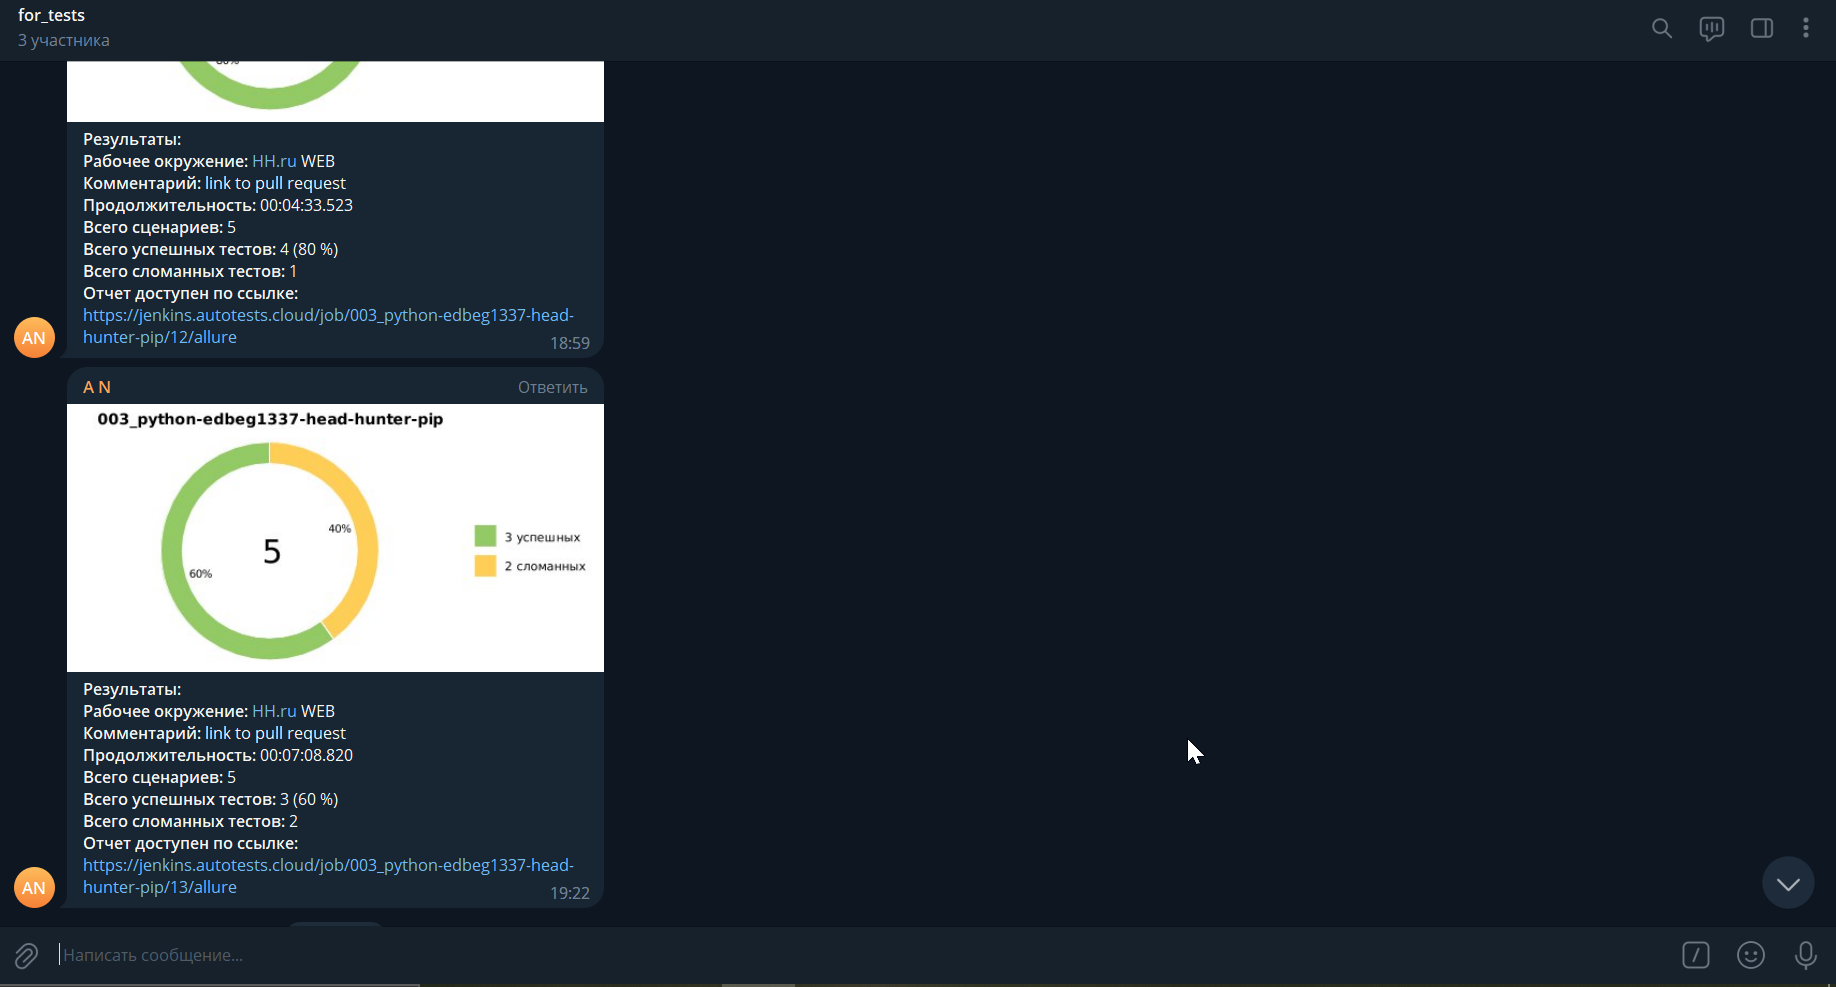 for_tests
3 участника
Результаты:
Рабочее окружение: HH.ru WEB
Комментарий: link to pull request
Продолжительность: 00:04:33.523
Всего сценариев: 5
Всего успешных тестов: 4 (80 %)
Всего сломанных тестов: 1
Отчет доступен по ссылке:
https://jenkins.autotests.cloud/job/003_python-edbeg1337-head-
hunter-pip/12/allure
18:59
AN
A N
Ответить
003_python-edbeg1337-head-hunter-pip
40%
5
60%
3 успешных
2 сломанных
Результаты:
Рабочее окружение: HH.ru WEB
Комментарий: link to pull request
Продолжительность: 00:07:08.820
Всего сценариев: 5
Всего успешных тестов: 3 (60 %)
Всего сломанных тестов: 2
Отчет доступен по ссылке:
https://jenkins.autotests.cloud/job/003_python-edbeg1337-head-
hunter-pip/13/allure
19:22
AN
Написать сообщение...